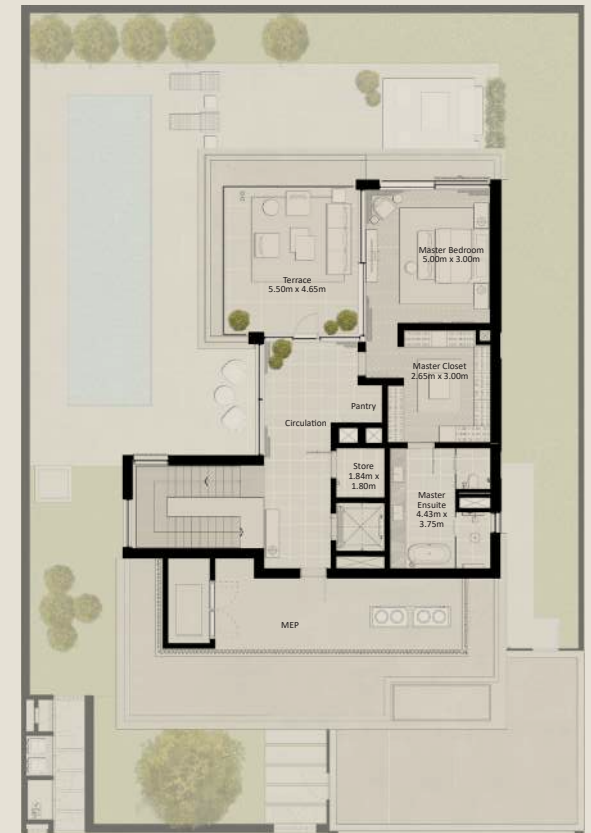 Master Bedroom
5.00m x 3.00m
Terrace
5.50m x 4.65m
Master Closet
2.65m x 3.00m
Pantry
Circulation
Store
1.84m x
1.80m
Master
Ensuite
4.43m x
3.75m
MEP